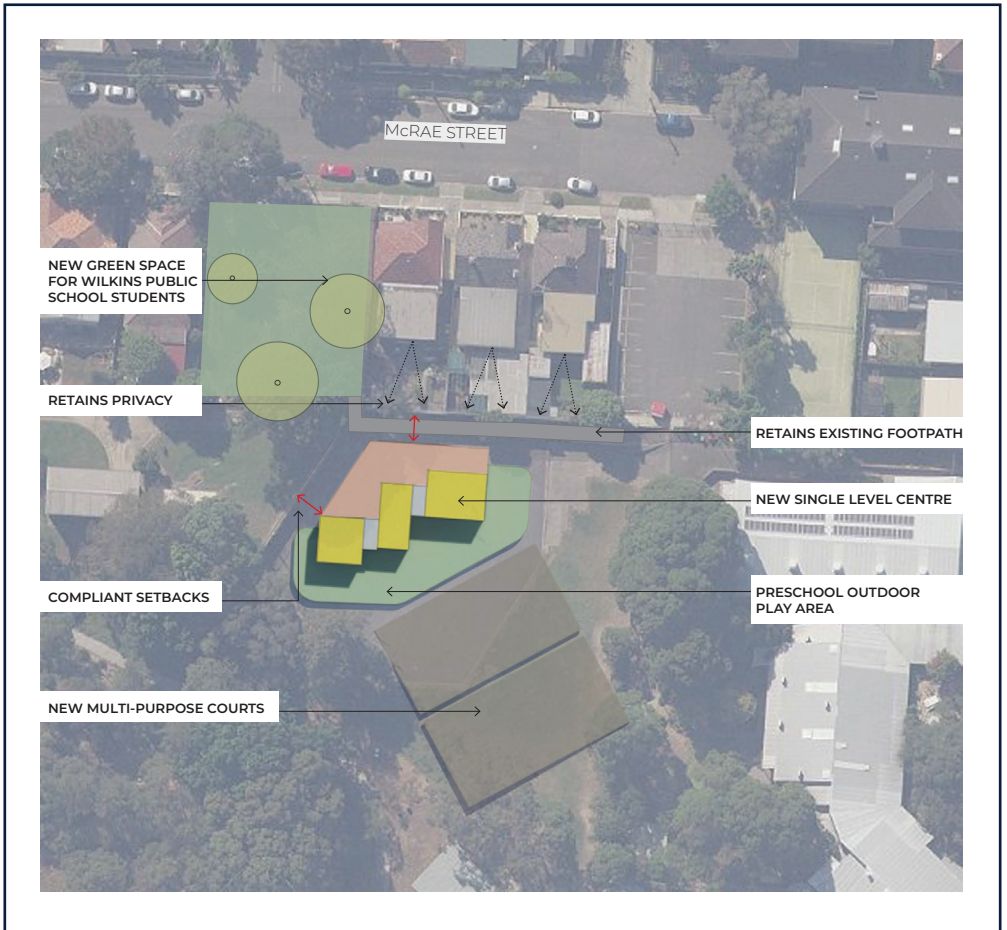 McRAE STREET
NEW GREEN SPACE
FOR WILKINS PUBLIC
SCHOOL STUDENTS
RETAINS PRIVACY
RETAINS EXISTING FOOTPATH
NEW SINGLE LEVEL CENTRE
COMPLIANT SETBACKS
PRESCHOOL OUTDOOR
PLAY AREA
NEW MULTI-PURPOSE COURTS